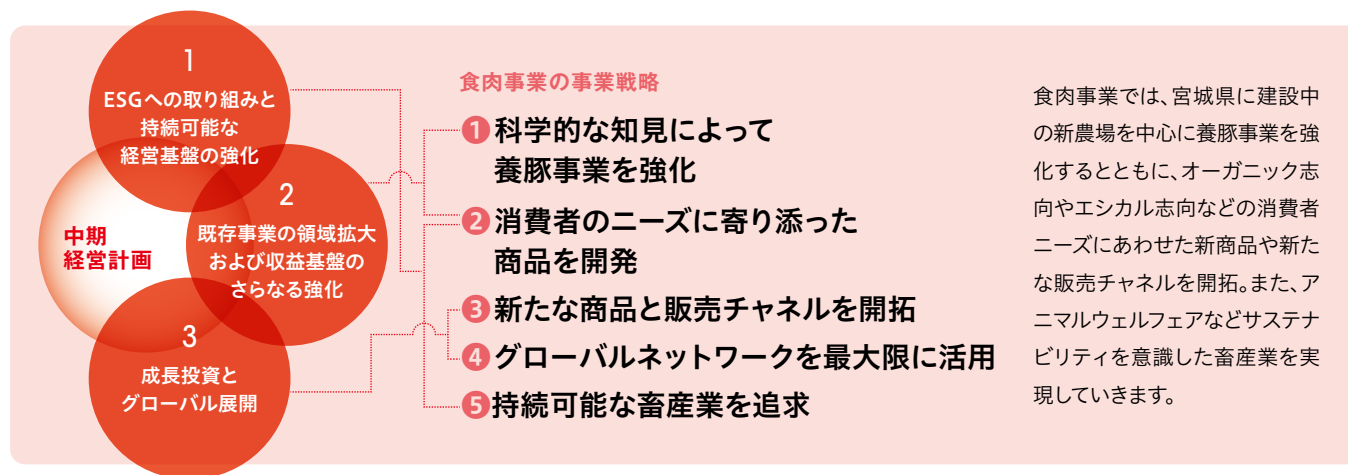 1
ESGへの取り組みと
持続可能な
経営基盤の強化
中期
経営計画
2
既存事業の領域拡大
および収益基盤の
さらなる強化
3
成長投資と
グローバル展開
食肉事業の事業戦略
❶科学的な知見によって
養豚事業を強化
❷消費者のニーズに寄り添った
商品を開発
❸新たな商品と販売チャネルを開拓
❹グローバルネットワークを最大限に活用
❺持続可能な畜産業を追求
食肉事業では、宮城県に建設中
の新農場を中心に養豚事業を強
化するとともに、オーガニック志
向やエシカル志向などの消費者
ニーズにあわせた新商品や新た
な販売チャネルを開拓。また、ア
ニマルウェルフェアなどサステナ
ビリティを意識した畜産業を実
現していきます。